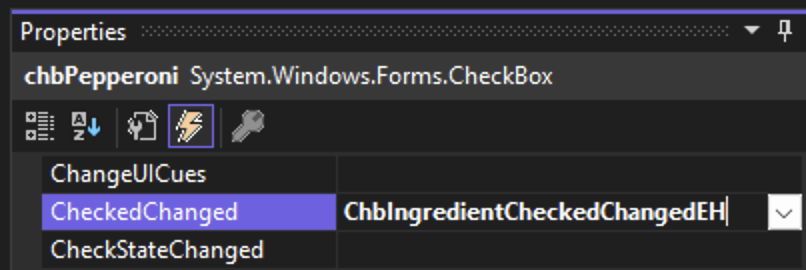 Properties
chbPepperoni System.Windows.Forms.CheckBox
ChangeUICues
CheckedChanged ChbIngredientCheckedChangedEH
CheckStateChanged